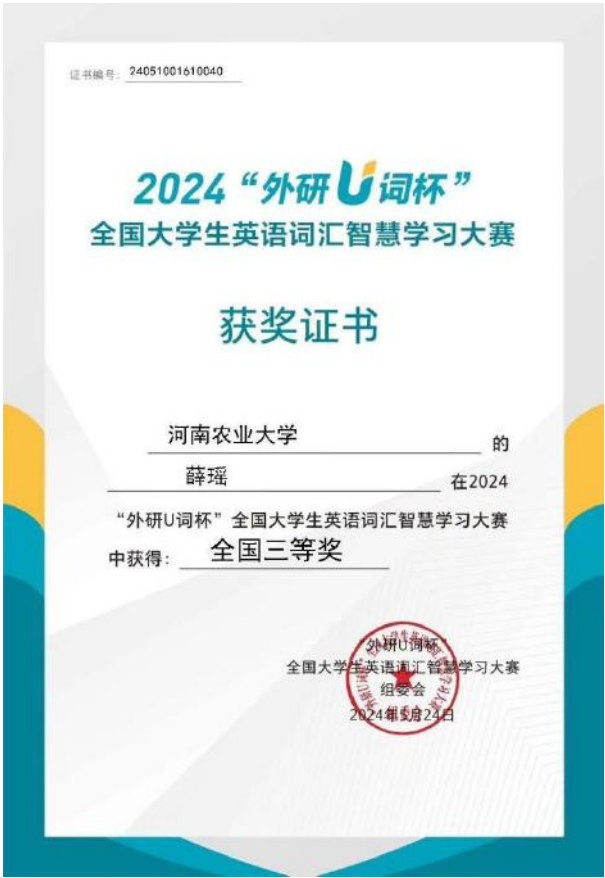 证书编号: 24051001610040
2024 “外研U词杯”
全国大学生英语词汇智慧学习大赛
获奖证书
河南农业大学 的
薛瑶 在2024
“外研U词杯”全国大学生英语词汇智慧学习大赛
中获得: 全国三等奖
“外研U词杯”
全国大学生英语词汇智慧学习大赛
组委会
2024年5月24日